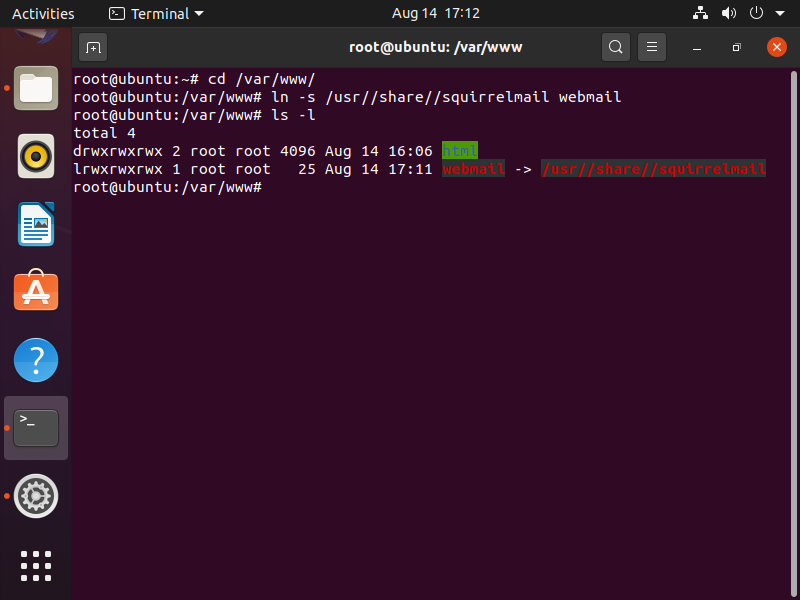 Activities Terminal Aug 14 17:12
root@ubuntu: /var/www
root@ubuntu:~# cd /var/www/
root@ubuntu:/var/www# ln -s /usr//share//squirrelmail webmail
root@ubuntu:/var/www# ls -l
total 4
drwxrwxrwx 2 root root 4096 Aug 14 16:06 html
lrwxrwxrwx 1 root root   25 Aug 14 17:11 webmail -> /usr//share//squirrelmail
root@ubuntu:/var/www#